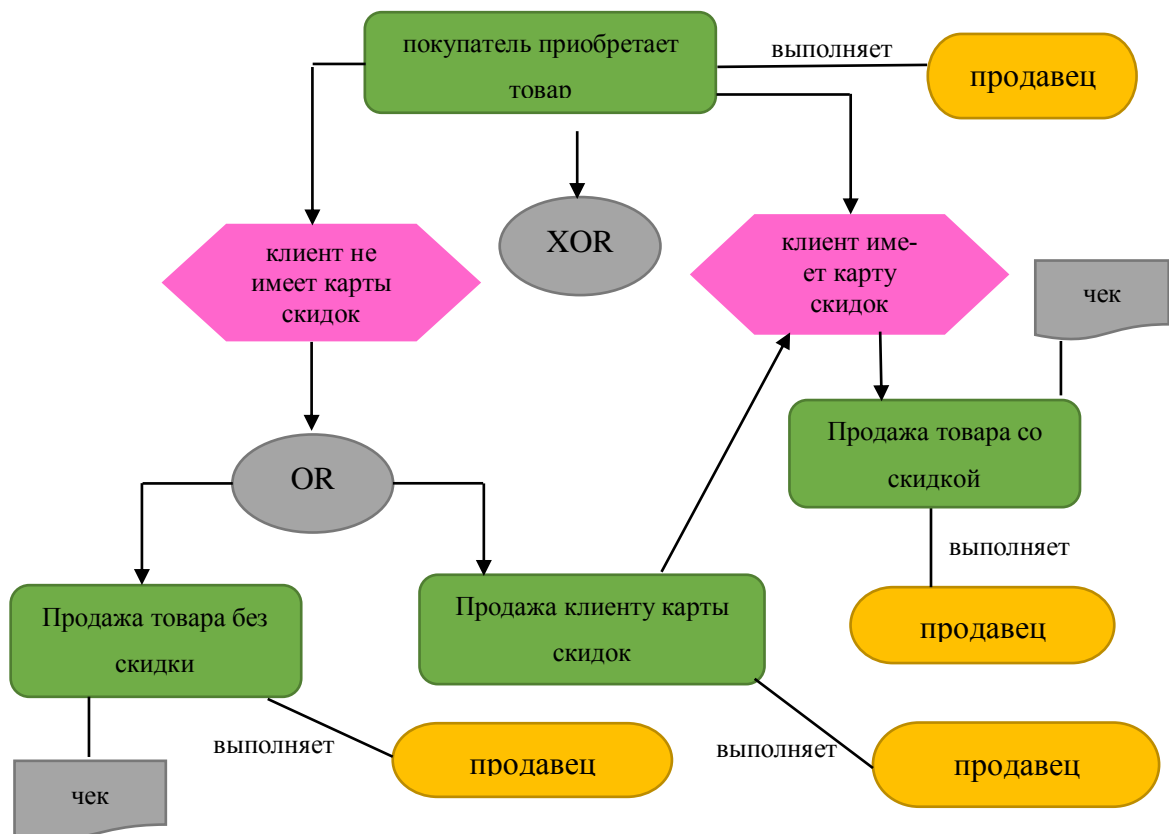 покупатель приобретает
товар
выполняет
продавец
XOR
клиент не
имеет карты
скидок
клиент име-
ет карту
скидок
чек
Продажа товара со
скидкой
OR
выполняет
продавец
Продажа товара без
скидки
Продажа клиенту карты
скидок
выполняет
продавец
выполняет
продавец
чек